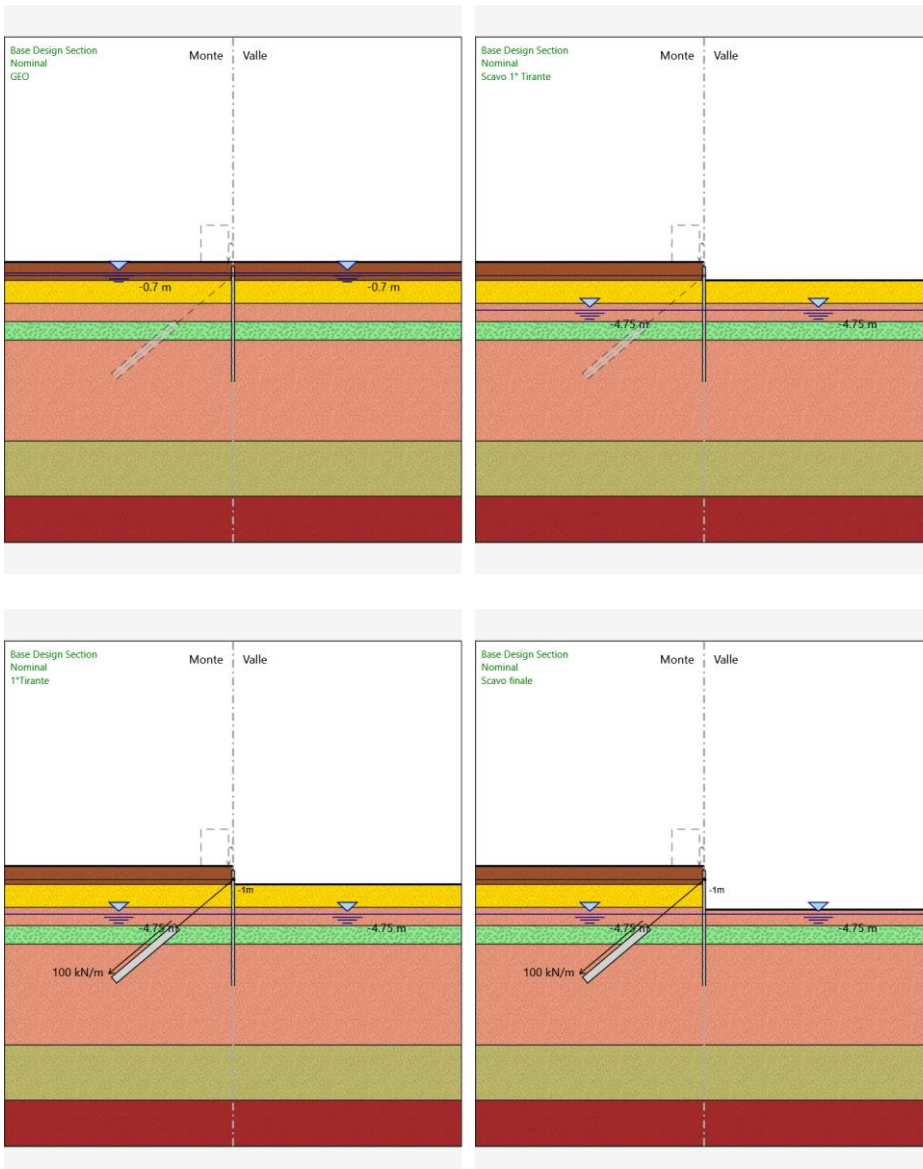 Base Design Section
Nominal
GEO
Monte Valle
-0.7 m -0.7 m
Base Design Section
Nominal
Scavo 1° Tirante
Monte Valle
-4.75 m -4.75 m
Base Design Section
Nominal
1°Tirante
Monte Valle
-1m
-4.75 m -4.75 m
100 kN/m
Base Design Section
Nominal
Scavo finale
Monte Valle
-1m
-4.75 m -4.75 m
100 kN/m